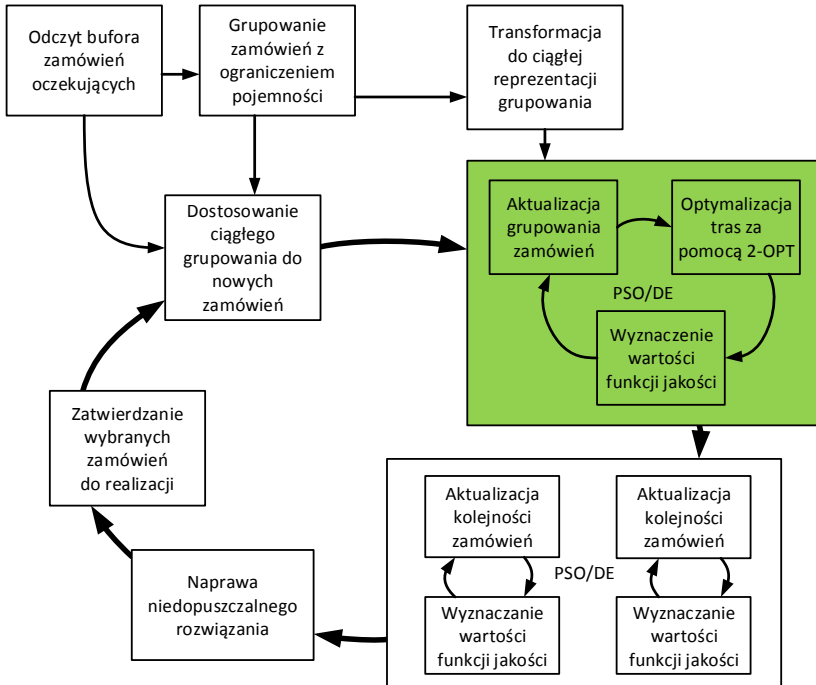 Odczyt bufora
zamówień
oczekujących
Grupowanie
zamówień z
ograniczeniem
pojemności
Transformacja
do ciągłej
reprezentacji
grupowania
Dostosowanie
ciągłego
grupowania do
nowych
zamówień
Aktualizacja
grupowania
zamówień
Optymalizacja
tras za
pomocą 2-OPT
PSO/DE
Wyznaczenie
wartości
funkcji jakości
Zatwierdzanie
wybranych
zamówień
do realizacji
Aktualizacja
kolejności
zamówień
Aktualizacja
kolejności
zamówień
PSO/DE
Wyznaczanie
wartości
funkcji jakości
Wyznaczanie
wartości
funkcji jakości
Naprawa
niedopuszczalnego
rozwiązania